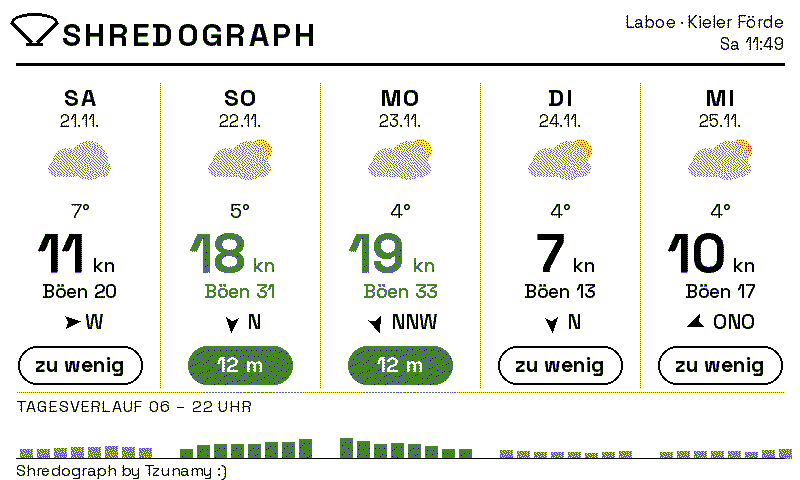 SHREDOGRAPH
Laboe · Kieler Förde
Sa 11:49
SA SO MO DI MI
21.11. 22.11. 23.11. 24.11. 25.11.
7° 5° 4° 4° 4°
11 kn 18 kn 19 kn 7 kn 10 kn
Böen 20 Böen 31 Böen 33 Böen 13 Böen 17
W N NNW N ONO
zu wenig 12 m 12 m zu wenig zu wenig
TAGESVERLAUF 06 – 22 UHR
Shredograph by Tzunamy :)